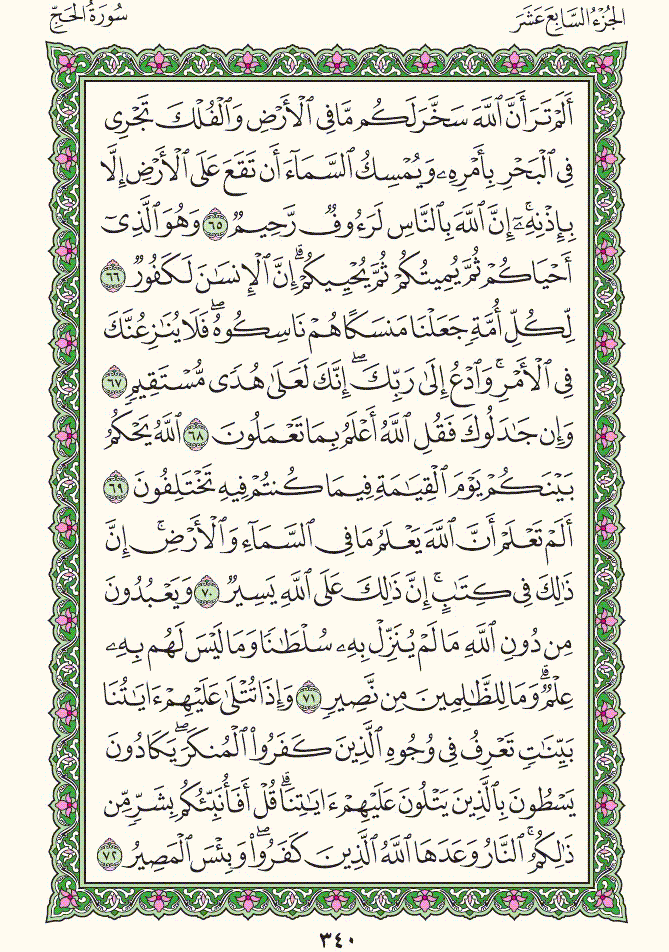 سُورَةُ الحَجِّ
الجُزْءُ السَّابِعَ عَشَرَ
أَلَمْ تَرَ أَنَّ ٱللَّهَ سَخَّرَ لَكُم مَّا فِى ٱلْأَرْضِ وَٱلْفُلْكَ تَجْرِى
فِى ٱلْبَحْرِ بِأَمْرِهِۦ وَيُمْسِكُ ٱلسَّمَآءَ أَن تَقَعَ عَلَى ٱلْأَرْضِ إِلَّا
بِإِذْنِهِۦٓ ۗ إِنَّ ٱللَّهَ بِٱلنَّاسِ لَرَءُوفٌ رَّحِيمٌ ٦٥ وَهُوَ ٱلَّذِىٓ
أَحْيَاكُمْ ثُمَّ يُمِيتُكُمْ ثُمَّ يُحْيِيكُمْ ۗ إِنَّ ٱلْإِنسَٰنَ لَكَفُورٌ ٦٦
لِّكُلِّ أُمَّةٍ جَعَلْنَا مَنسَكًا هُمْ نَاسِكُوهُ ۖ فَلَا يُنَٰزِعُنَّكَ
فِى ٱلْأَمْرِ ۚ وَٱدْعُ إِلَىٰ رَبِّكَ ۖ إِنَّكَ لَعَلَىٰ هُدًى مُّسْتَقِيمٍ ٦٧
وَإِن جَٰدَلُوكَ فَقُلِ ٱللَّهُ أَعْلَمُ بِمَا تَعْمَلُونَ ٦٨ ٱللَّهُ يَحْكُمُ
بَيْنَكُمْ يَوْمَ ٱلْقِيَٰمَةِ فِيمَا كُنتُمْ فِيهِ تَخْتَلِفُونَ ٦٩
أَلَمْ تَعْلَمْ أَنَّ ٱللَّهَ يَعْلَمُ مَا فِى ٱلسَّمَآءِ وَٱلْأَرْضِ ۗ إِنَّ
ذَٰلِكَ فِى كِتَٰبٍ ۚ إِنَّ ذَٰلِكَ عَلَى ٱللَّهِ يَسِيرٌ ٧٠ وَيَعْبُدُونَ
مِن دُونِ ٱللَّهِ مَا لَمْ يُنَزِّلْ بِهِۦ سُلْطَٰنًا وَمَا لَيْسَ لَهُم بِهِۦ
عِلْمٌ ۗ وَمَا لِلظَّٰلِمِينَ مِن نَّصِيرٍ ٧١ وَإِذَا تُتْلَىٰ عَلَيْهِمْ ءَايَٰتُنَا
بَيِّنَٰتٍ تَعْرِفُ فِى وُجُوهِ ٱلَّذِينَ كَفَرُوا۟ ٱلْمُنكَرَ ۖ يَكَادُونَ
يَسْطُونَ بِٱلَّذِينَ يَتْلُونَ عَلَيْهِمْ ءَايَٰتِنَا ۗ قُلْ أَفَأُنَبِّئُكُم بِشَرٍّ مِّن
ذَٰلِكُمُ ۗ ٱلنَّارُ وَعَدَهَا ٱللَّهُ ٱلَّذِينَ كَفَرُوا۟ ۖ وَبِئْسَ ٱلْمَصِيرُ ٧٢
٣٤٠